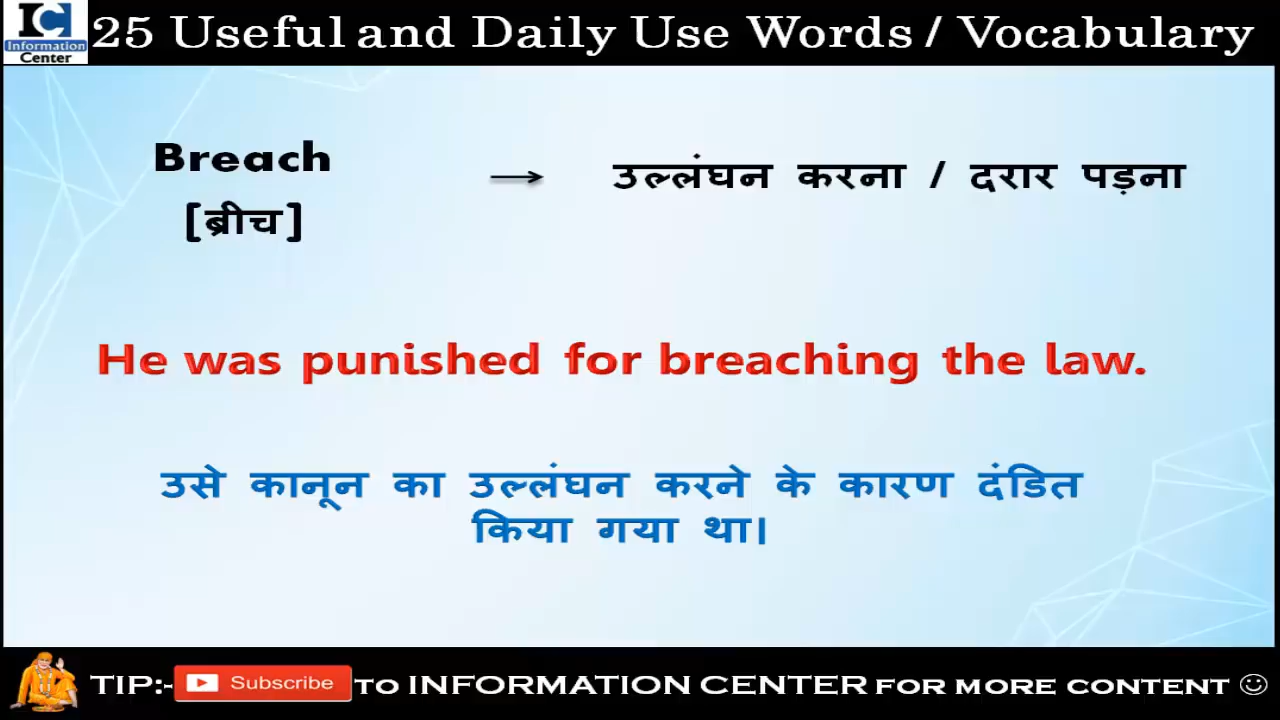 IC
Information
Center
25 Useful and Daily Use Words / Vocabulary
Breach → उल्लंघन करना / दरार पड़ना
[ब्रीच]
He was punished for breaching the law.
उसे कानून का उल्लंघन करने के कारण दंडित
किया गया था।
TIP:- Subscribe TO INFORMATION CENTER FOR MORE CONTENT ☺